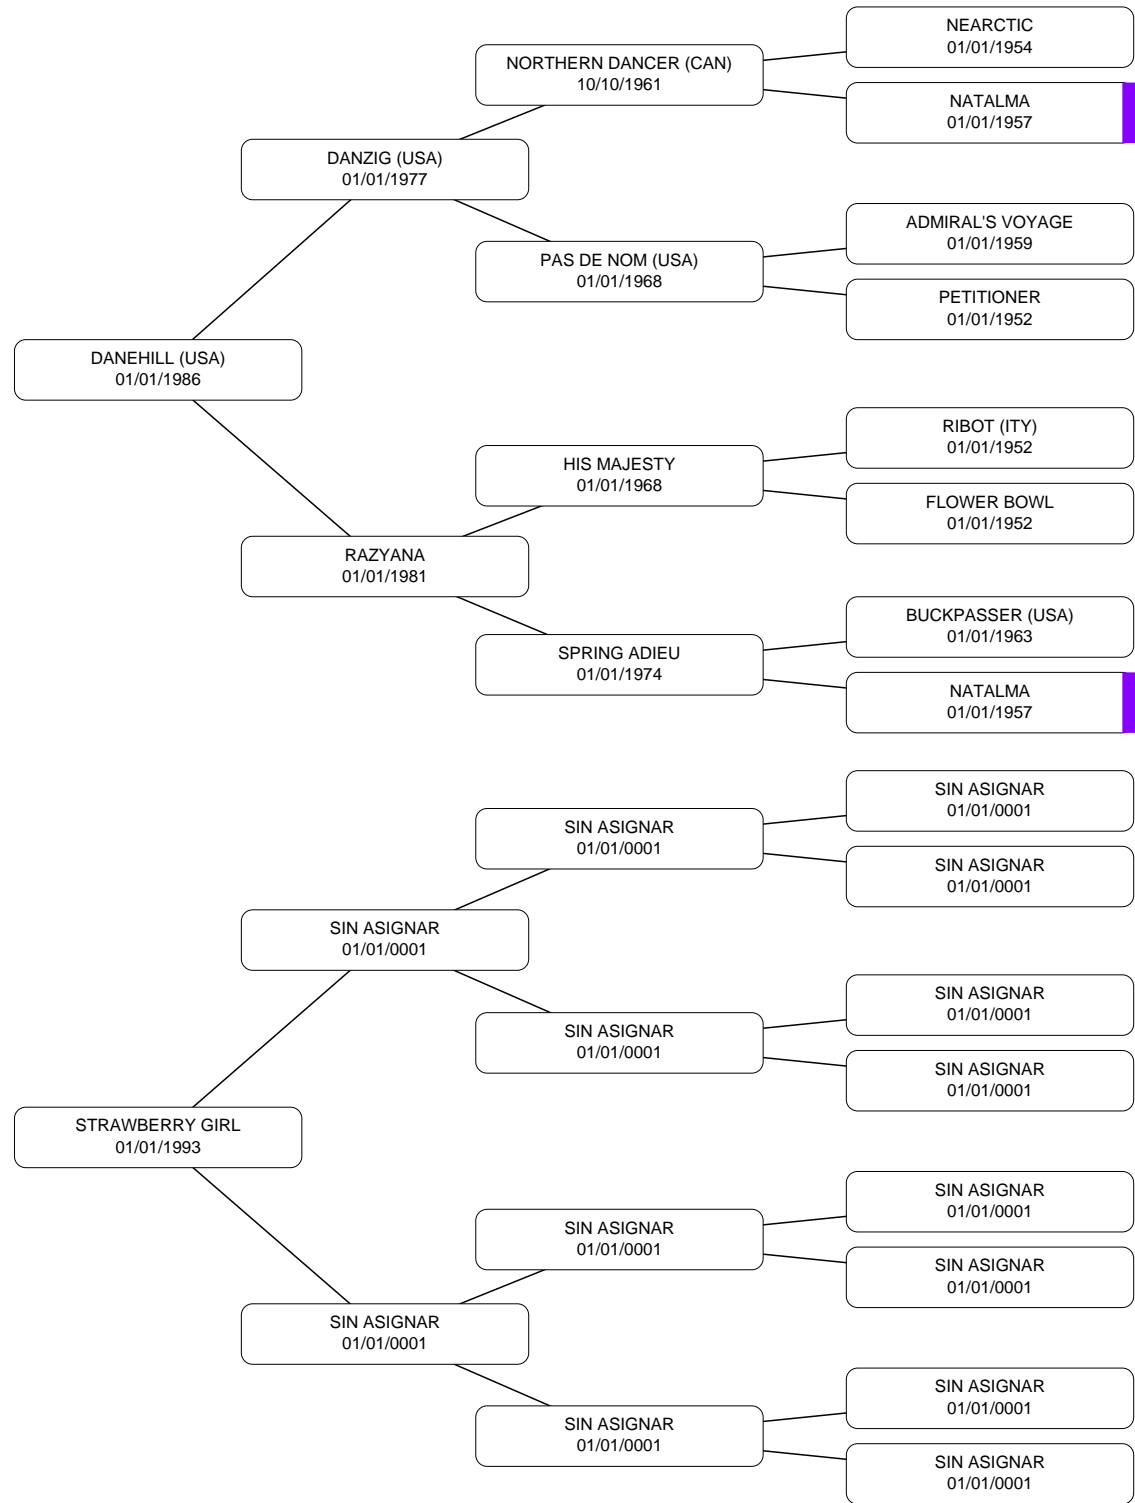 NEARCTIC
01/01/1954
NORTHERN DANCER (CAN)
10/10/1961
NATALMA
01/01/1957
DANZIG (USA)
01/01/1977
ADMIRAL'S VOYAGE
01/01/1959
PAS DE NOM (USA)
01/01/1968
PETITIONER
01/01/1952
DANEHILL (USA)
01/01/1986
RIBOT (ITY)
01/01/1952
HIS MAJESTY
01/01/1968
FLOWER BOWL
01/01/1952
RAZYANA
01/01/1981
BUCKPASSER (USA)
01/01/1963
SPRING ADIEU
01/01/1974
NATALMA
01/01/1957
SIN ASIGNAR
01/01/0001
SIN ASIGNAR
01/01/0001
SIN ASIGNAR
01/01/0001
SIN ASIGNAR
01/01/0001
SIN ASIGNAR
01/01/0001
SIN ASIGNAR
01/01/0001
SIN ASIGNAR
01/01/0001
STRAWBERRY GIRL
01/01/1993
SIN ASIGNAR
01/01/0001
SIN ASIGNAR
01/01/0001
SIN ASIGNAR
01/01/0001
SIN ASIGNAR
01/01/0001
SIN ASIGNAR
01/01/0001
SIN ASIGNAR
01/01/0001
SIN ASIGNAR
01/01/0001